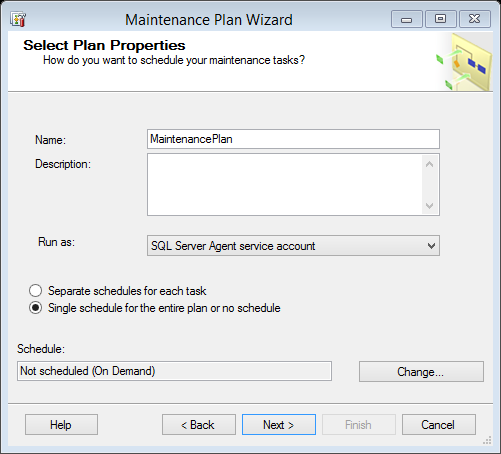 Maintenance Plan Wizard
Select Plan Properties
How do you want to schedule your maintenance tasks?
Name:
MaintenancePlan
Description:
Run as:
SQL Server Agent service account
Separate schedules for each task
Single schedule for the entire plan or no schedule
Schedule:
Not scheduled (On Demand)
Change...
Help
< Back
Next >
Finish
Cancel